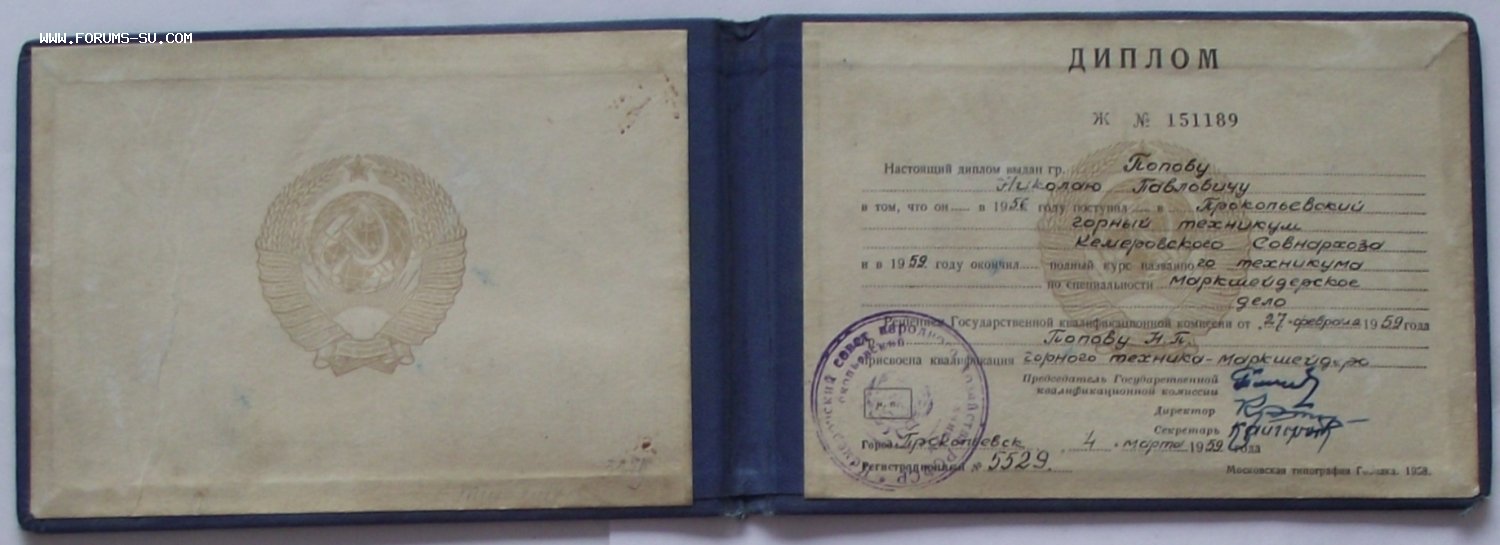 WWW.FORUMS-SU.COM
ДИПЛОМ
Ж № 151189
Настоящий диплом выдан гр. Попову
Николаю Павловичу
в том, что он в 1956 году поступил в Прокопьевский
горный техникум
Кемеровского Совнархоза
и в 1959 году окончил полный курс названного техникума
по специальности Маркшейдерское
дело
Решением Государственной квалификационной комиссии от 27 февраля 1959 года
Попову Н.П.
присвоена квалификация горного техника-маркшейдера
Председатель Государственной
квалификационной комиссии
Директор
Секретарь
Город Прокопьевск 4 марта 1959 года
Регистрационный № 5529
Московская типография Гознака. 1958.